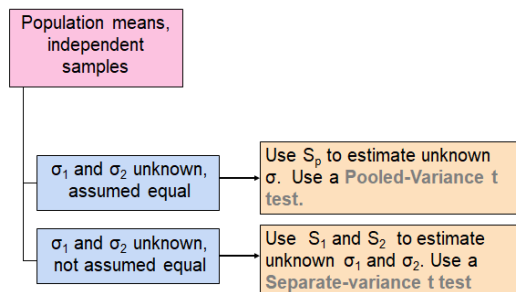 Population means,
independent
samples
σ₁ and σ₂ unknown,
assumed equal
Use Sₚ to estimate unknown
σ. Use a Pooled-Variance t
test.
σ₁ and σ₂ unknown,
not assumed equal
Use S₁ and S₂ to estimate
unknown σ₁ and σ₂. Use a
Separate-variance t test